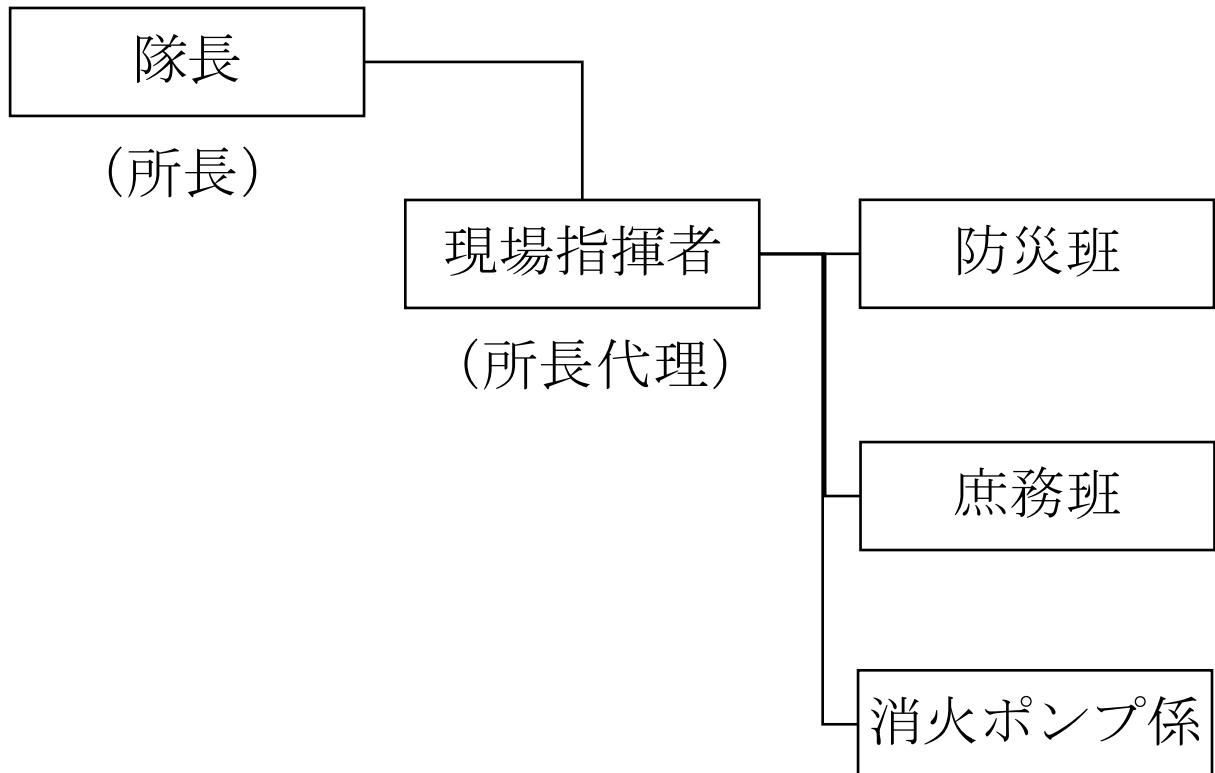 隊長
（所長）
現場指揮者
（所長代理）
防災班
庶務班
消火ポンプ係